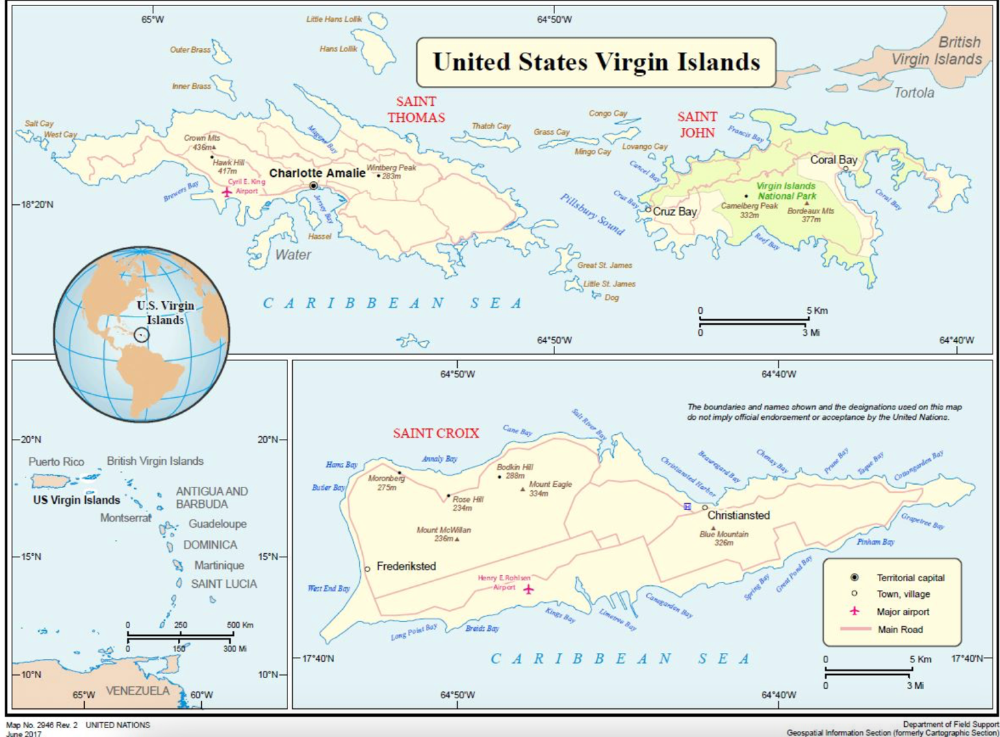 65°W
64°50'W
Little Hans Lollik
Hans Lollik
Outer Brass
Inner Brass
United States Virgin Islands
British
Virgin Islands
Tortola
SAINT
THOMAS
SAINT
JOHN
Salt Cay
West Cay
Crown Mts
436m
Hawk Hill
417m
Magens Bay
Charlotte Amalie
Wintberg Peak
283m
Cyril E. King
Airport
Brewers Bay
Jersey Bay
Hassel
Water
Thatch Cay
Grass Cay
Congo Cay
Mingo Cay
Lovango Cay
Francis Bay
Cancel Bay
Cruz Bay
Cruz Bay
Coral Bay
Virgin Islands
National Park
Camelberg Peak
332m
Bordeaux Mts
377m
Coral Bay
Reef Bay
Pillsbury Sound
18°20'N
Great St. James
Little St. James
Dog
CARIBBEAN SEA
0 5 Km
0 3 Mi
64°50'W
64°40'W
U.S. Virgin
Islands
20°N
20°N
Puerto Rico
British Virgin Islands
US Virgin Islands
ANTIGUA AND
BARBUDA
Montserrat
Guadeloupe
DOMINICA
15°N
15°N
Martinique
SAINT LUCIA
0 250 500 Km
0 150 300 Mi
10°N
10°N
VENEZUELA
65°W
60°W
64°50'W
64°40'W
The boundaries and names shown and the designations used on this map
do not imply official endorsement or acceptance by the United Nations.
SAINT CROIX
Cane Bay
Salt River Bay
Hams Bay
Annaly Bay
Butler Bay
Moronberg
275m
Bodkin Hill
288m
Mount Eagle
334m
Rose Hill
234m
Mount McWillan
236m
Christiansted Harbor
Beauregard Bay
Chenay Bay
Prune Bay
Taque Bay
Cottongarden Bay
H
Christiansted
Blue Mountain
326m
Grapetree Bay
Pinham Bay
Great Pond Bay
Spring Bay
Frederiksted
West End Bay
Henry E.Rohlsen
Airport
Long Point Bay
Breids Bay
Kings Bay
Limetree Bay
Canegarden Bay
Territorial capital
Town, village
Major airport
Main Road
17°40'N
CARIBBEAN SEA
0 5 Km
0 3 Mi
17°40'N
64°50'W
64°40'W
Map No. 2946 Rev. 2 UNITED NATIONS
June 2017
Department of Field Support
Geospatial Information Section (formerly Cartographic Section)